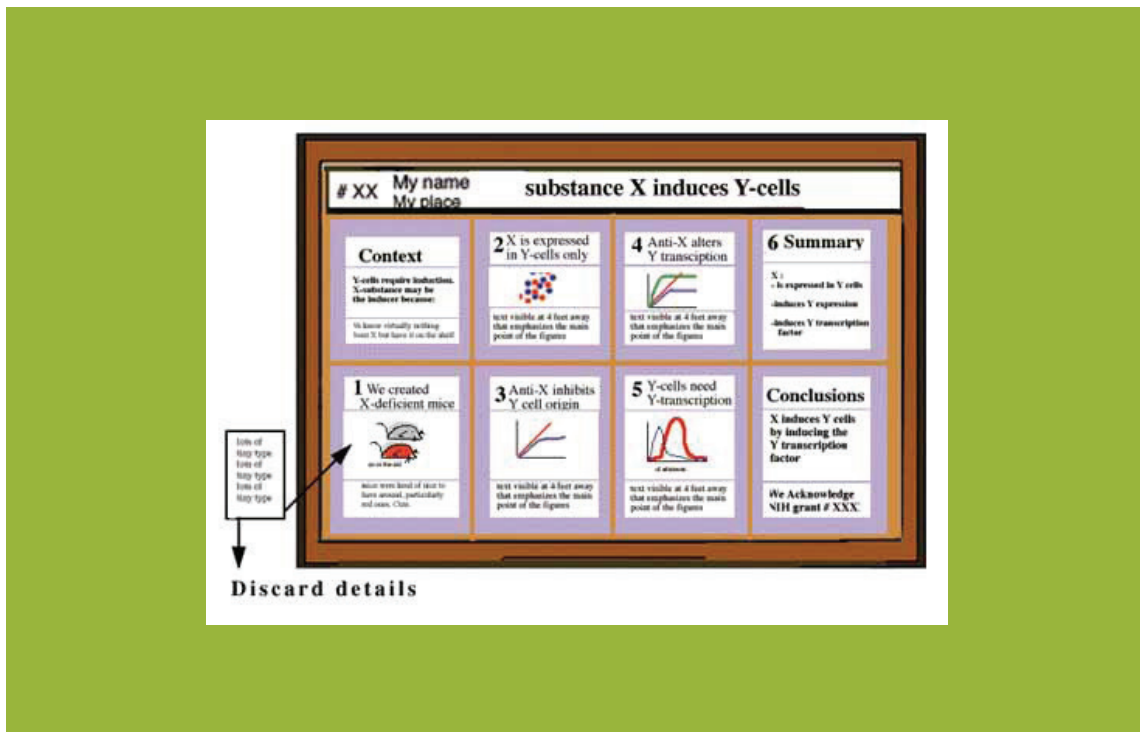 # XX
My name
My place
substance X induces Y-cells
Context
Y-cells require induction.
X-substance may be
the inducer because:
We know virtually nothing
bout X but have it on the shelf
1 We created
X-deficient mice
mice were kind of nice to
have around, particularly
red ones. Cute.
2 X is expressed
in Y-cells only
text visible at 4 feet away
that emphasizes the main
point of the figures
3 Anti-X inhibits
Y cell origin
text visible at 4 feet away
that emphasizes the main
point of the figures
4 Anti-X alters
Y transciption
text visible at 4 feet away
that emphasizes the main
point of the figures
5 Y-cells need
Y-transcription
text visible at 4 feet away
that emphasizes the main
point of the figures
6 Summary
X :
- is expressed in Y cells
-induces Y expression
-induces Y transcription
factor
Conclusions
X induces Y cells
by inducing the
Y transcription
factor
We Acknowledge
NIH grant # XXX
lots of
tiny type
lots of
tiny type
lots of
tiny type
Discard details